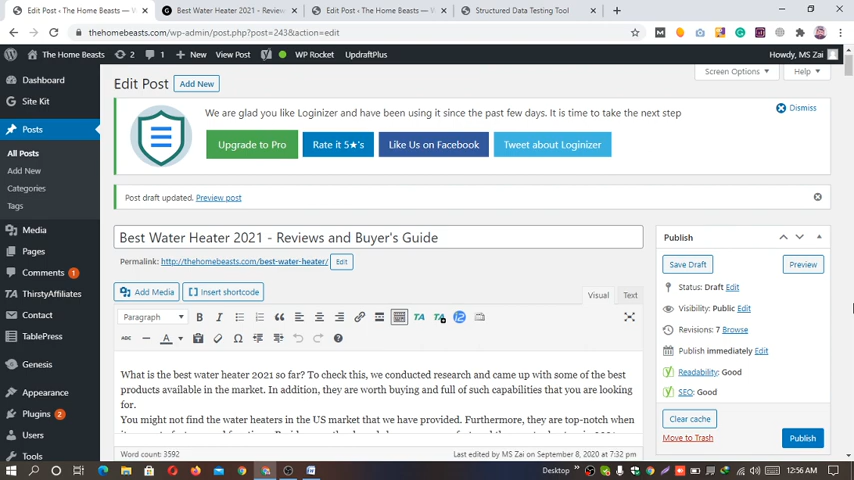 Edit Post ‹ The Home Beasts — W
Best Water Heater 2021 - Review
Edit Post ‹ The Home Beasts — W
Structured Data Testing Tool
thehomebeasts.com/wp-admin/post.php?post=243&action=edit
The Home Beasts 2 1 New View Post WP Rocket UpdraftPlus Howdy, MS Zai
Dashboard
Site Kit
Posts
All Posts
Add New
Categories
Tags
Media
Pages
Comments 1
ThirstyAffiliates
Contact
TablePress
Genesis
Appearance
Plugins 2
Users
Tools
Screen Options Help
Edit Post Add New
We are glad you like Loginizer and have been using it since the past few days. It is time to take the next step
Dismiss
Upgrade to Pro Rate it 5★'s Like Us on Facebook Tweet about Loginizer
Post draft updated. Preview post
Best Water Heater 2021 - Reviews and Buyer's Guide
Permalink: http://thehomebeasts.com/best-water-heater/ Edit
Add Media Insert shortcode
Visual Text
Paragraph
What is the best water heater 2021 so far? To check this, we conducted research and came up with some of the best
products available in the market. In addition, they are worth buying and full of such capabilities that you are looking
for.
You might not find the water heaters in the US market that we have provided. Furthermore, they are top-notch when
Word count: 3592 Last edited by MS Zai on September 8, 2020 at 7:32 pm
Publish
Save Draft Preview
Status: Draft Edit
Visibility: Public Edit
Revisions: 7 Browse
Publish immediately Edit
Readability: Good
SEO: Good
Clear cache
Move to Trash Publish
Desktop 12:56 AM